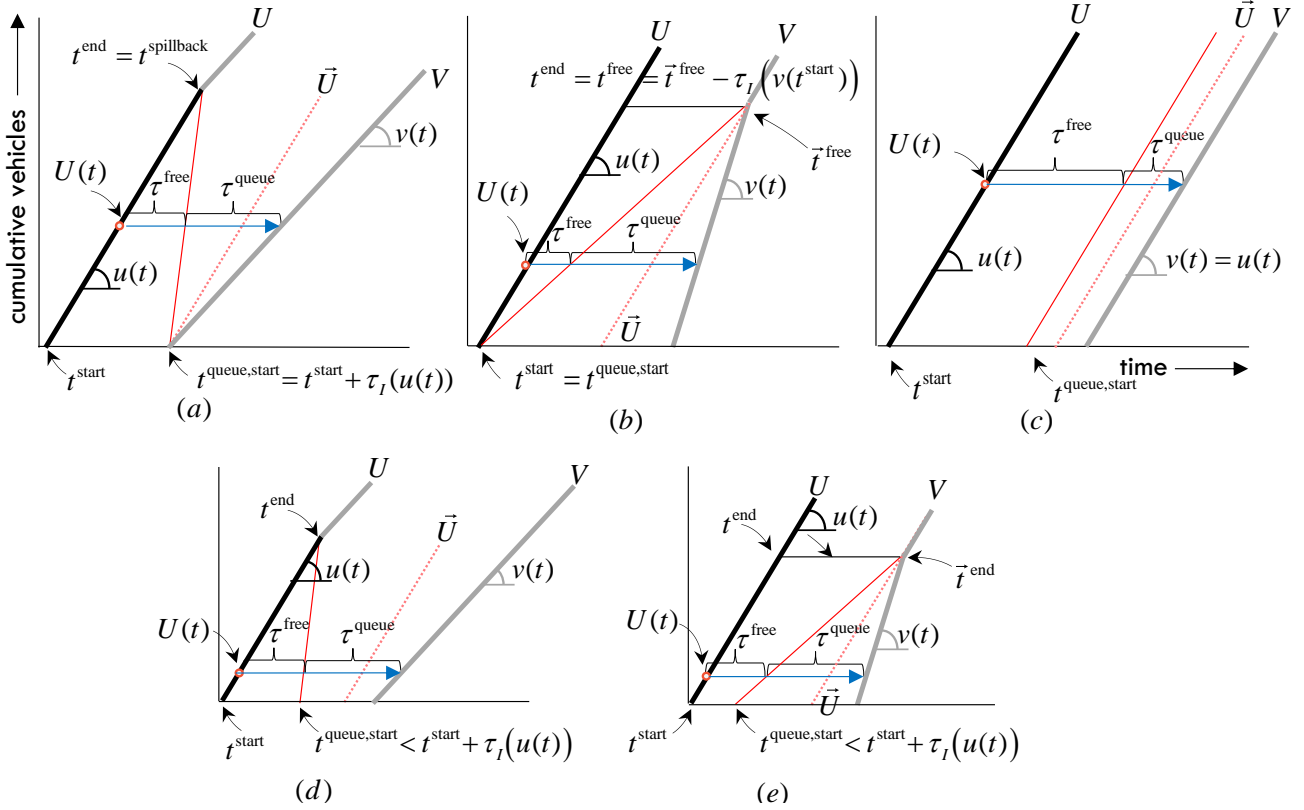 cumulative vehicles
U
t^end = t^spillback
U⃗
V
v(t)
U(t)
τ^free
τ^queue
u(t)
t^start
t^queue,start = t^start + τ_I(u(t))
(a)
U
V
t^end = t^free = t⃗^free − τ_I(v(t^start))
u(t)
t⃗^free
v(t)
U(t)
τ^free
τ^queue
U⃗
t^start = t^queue,start
(b)
U
U⃗
V
τ^free
τ^queue
U(t)
u(t)
v(t) = u(t)
time
t^start
t^queue,start
(c)
U
t^end
U⃗
V
u(t)
v(t)
U(t)
τ^free
τ^queue
t^start
t^queue,start < t^start + τ_I(u(t))
(d)
U
V
t^end
u(t)
t⃗^end
U(t)
τ^free
τ^queue
v(t)
U⃗
t^start
t^queue,start < t^start + τ_I(u(t))
(e)